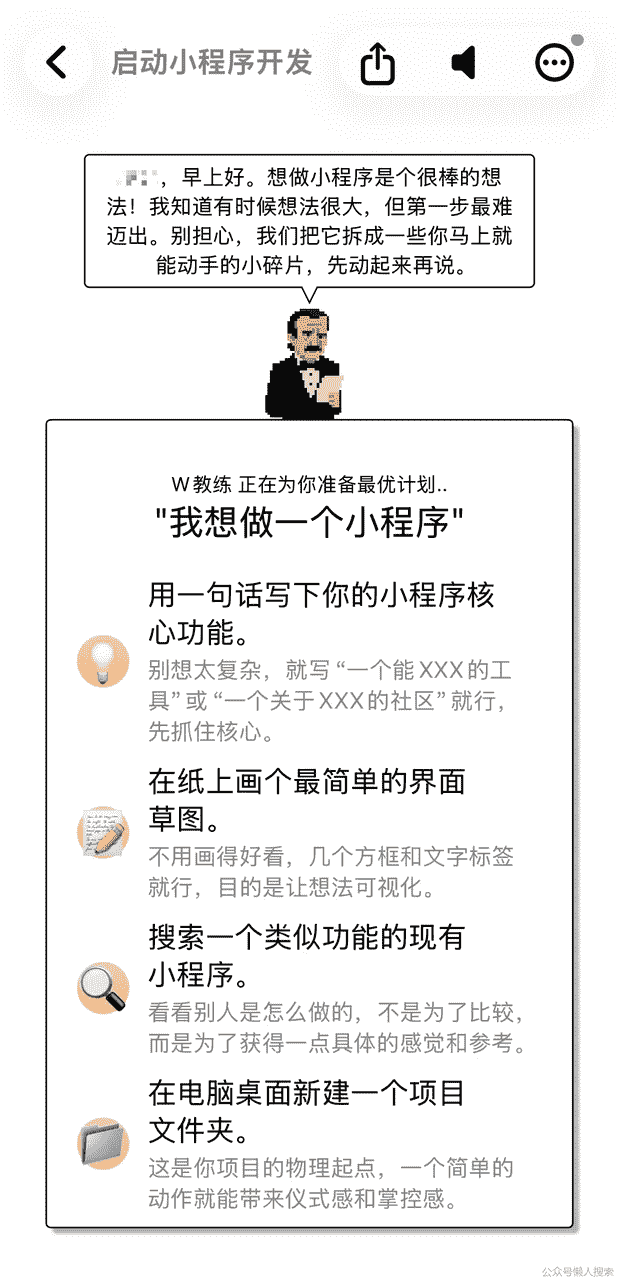 启动小程序开发
，早上好。想做小程序是个很棒的想
法！我知道有时候想法很大，但第一步最难
迈出。别担心，我们把它拆成一些你马上就
能动手的小碎片，先动起来再说。
W教练 正在为你准备最优计划..
"我想做一个小程序"
用一句话写下你的小程序核
心功能。
别想太复杂，就写“一个能XXX的工
具”或“一个关于XXX的社区”就行，
先抓住核心。
在纸上画个最简单的界面
草图。
不用画得好看，几个方框和文字标签
就行，目的是让想法可视化。
搜索一个类似功能的现有
小程序。
看看别人是怎么做的，不是为了比较，
而是为了获得一点具体的感觉和参考。
在电脑桌面新建一个项目
文件夹。
这是你项目的物理起点，一个简单的
动作就能带来仪式感和掌控感。
公众号懒人搜索